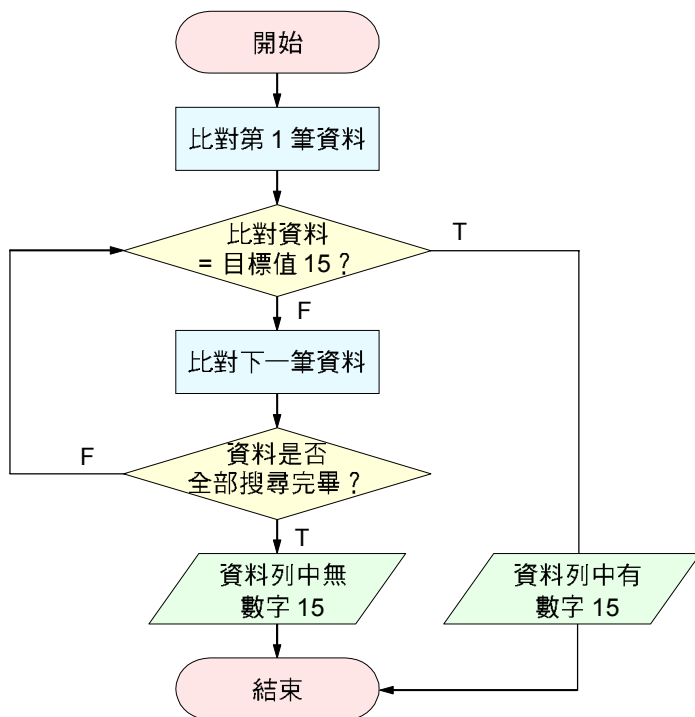 開始
比對第 1 筆資料
比對資料
= 目標值 15？
T
F
比對下一筆資料
資料是否
全部搜尋完畢？
F
T
資料列中無
數字 15
資料列中有
數字 15
結束